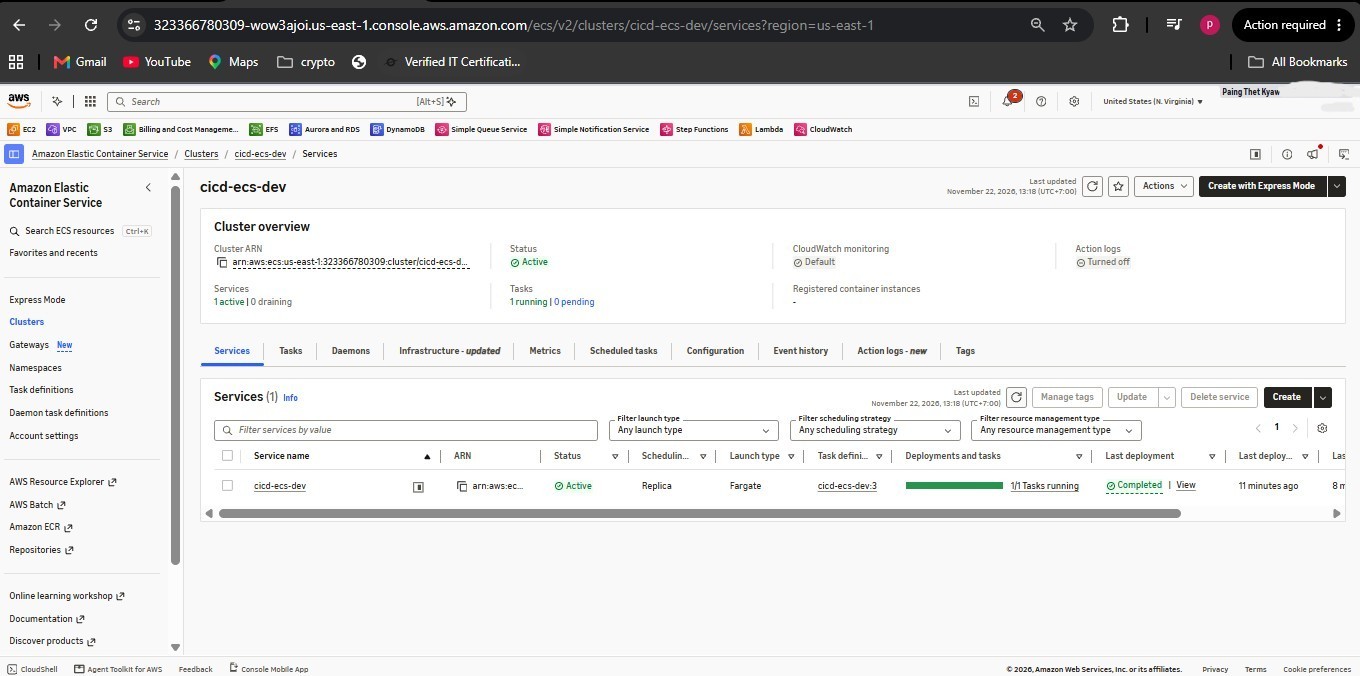 323366780309-wow3ajoi.us-east-1.console.aws.amazon.com/ecs/v2/clusters/cicd-ecs-dev/services?region=us-east-1
p
Action required
Gmail
YouTube
Maps
crypto
Verified IT Certificati...
All Bookmarks
aws
Search
[Alt+S]
2
United States (N. Virginia)
Paing Thet Kyaw
EC2
VPC
S3
Billing and Cost Manageme...
EFS
Aurora and RDS
DynamoDB
Simple Queue Service
Simple Notification Service
Step Functions
Lambda
CloudWatch
Amazon Elastic Container Service / Clusters / cicd-ecs-dev / Services
Amazon Elastic
Container Service
Search ECS resources Ctrl+K
Favorites and recents
Express Mode
Clusters
Gateways New
Namespaces
Task definitions
Daemon task definitions
Account settings
AWS Resource Explorer
AWS Batch
Amazon ECR
Repositories
Online learning workshop
Documentation
Discover products
cicd-ecs-dev
Last updated
November 22, 2026, 13:18 (UTC+7:00)
Actions
Create with Express Mode
Cluster overview
Cluster ARN
arn:aws:ecs:us-east-1:323366780309:cluster/cicd-ecs-d...
Status
Active
CloudWatch monitoring
Default
Action logs
Turned off
Services
1 active | 0 draining
Tasks
1 running | 0 pending
Registered container instances
-
Services
Tasks
Daemons
Infrastructure - updated
Metrics
Scheduled tasks
Configuration
Event history
Action logs - new
Tags
Services (1) Info
Last updated
November 22, 2026, 13:18 (UTC+7:00)
Manage tags
Update
Delete service
Create
Filter services by value
Filter launch type
Any launch type
Filter scheduling strategy
Any scheduling strategy
Filter resource management type
Any resource management type
1
Service name
ARN
Status
Schedulin...
Launch type
Task defini...
Deployments and tasks
Last deployment
Last deploy...
Las
cicd-ecs-dev
arn:aws:ec...
Active
Replica
Fargate
cicd-ecs-dev:3
1/1 Tasks running
Completed | View
11 minutes ago
8 m
CloudShell
Agent Toolkit for AWS
Feedback
Console Mobile App
© 2026, Amazon Web Services, Inc. or its affiliates.
Privacy
Terms
Cookie preferences